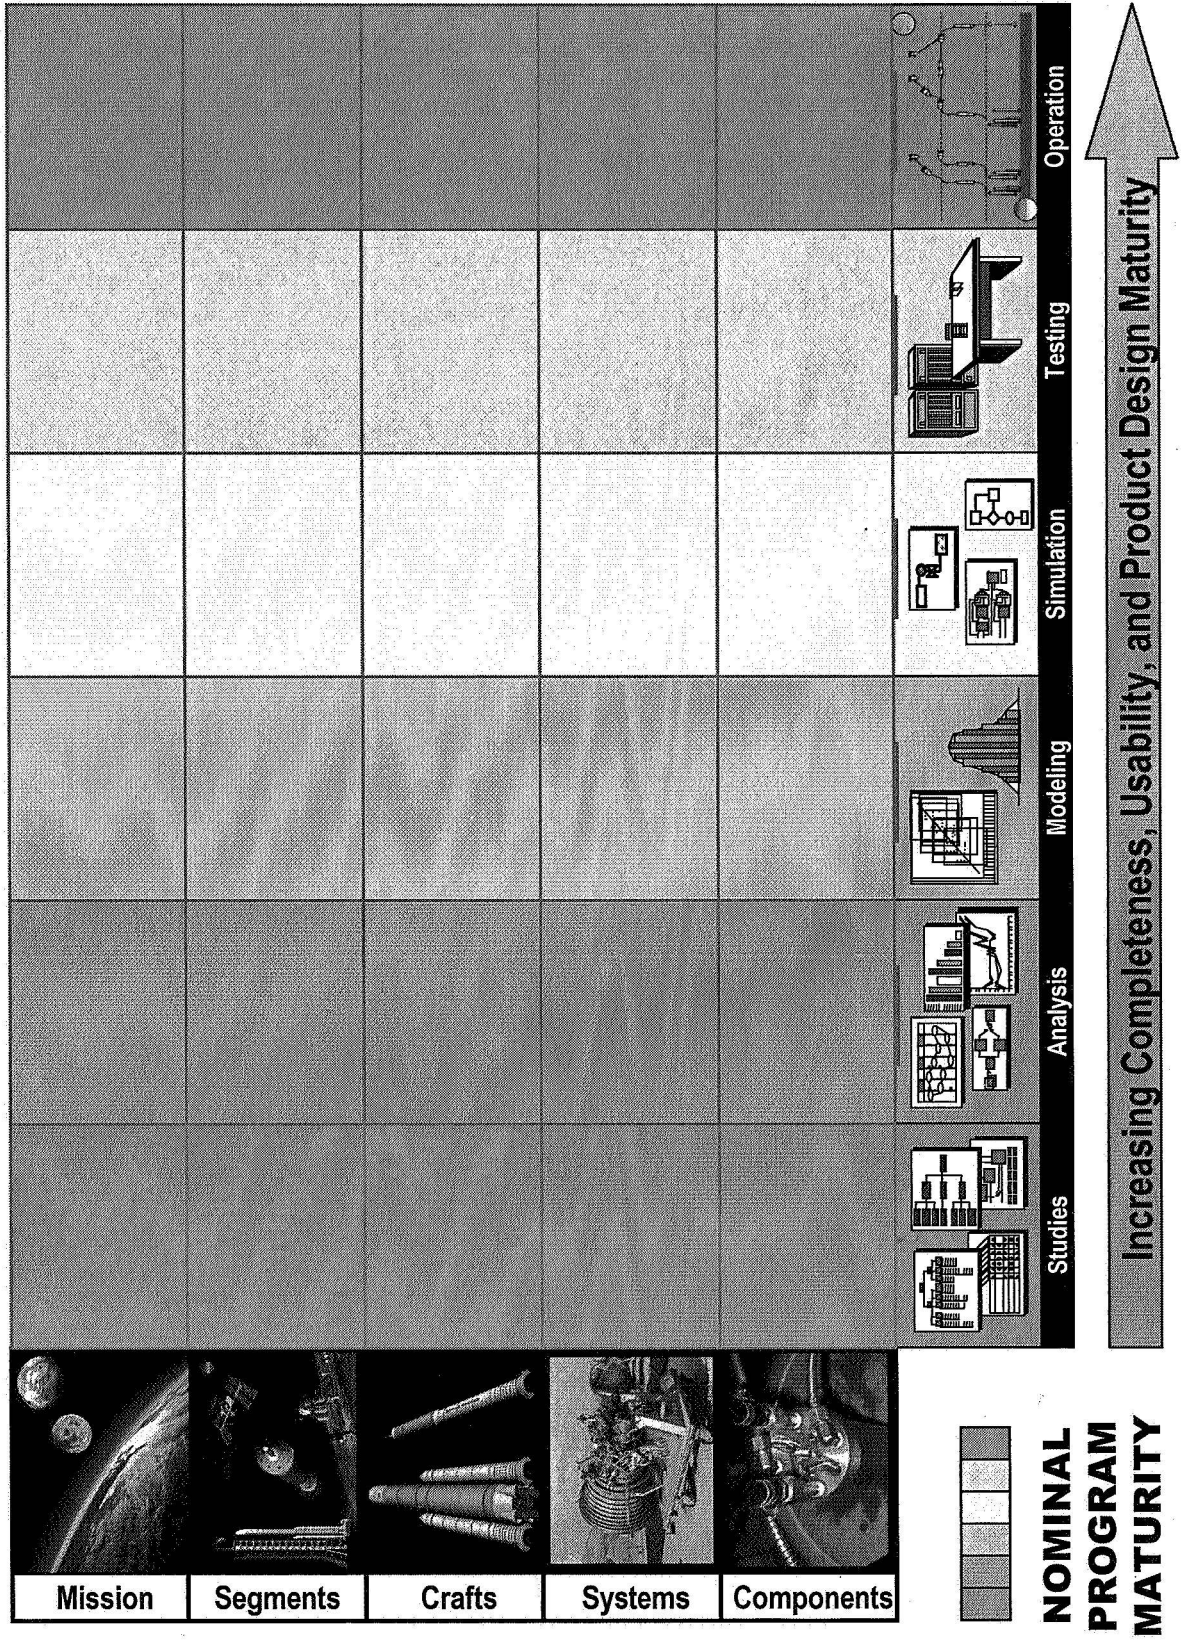 Mission
Segments
Crafts
Systems
Components
Studies
Analysis
Modeling
Simulation
Testing
Operation
Increasing Completeness, Usability, and Product Design Maturity
NOMINAL
PROGRAM
MATURITY